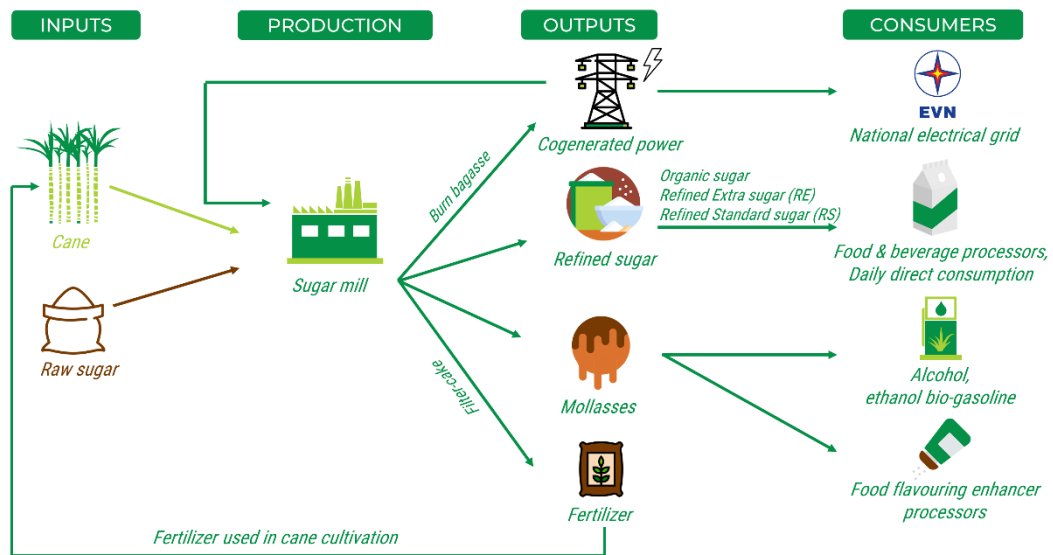 INPUTS
PRODUCTION
OUTPUTS
CONSUMERS
EVN
Cogenerated power
National electrical grid
Burn bagasse
Organic sugar
Refined Extra sugar (RE)
Refined Standard sugar (RS)
Cane
Sugar mill
Refined sugar
Food & beverage processors,
Daily direct consumption
Raw sugar
Filter-cake
Mollasses
Alcohol,
ethanol bio-gasoline
Fertilizer
Food flavouring enhancer
processors
Fertilizer used in cane cultivation